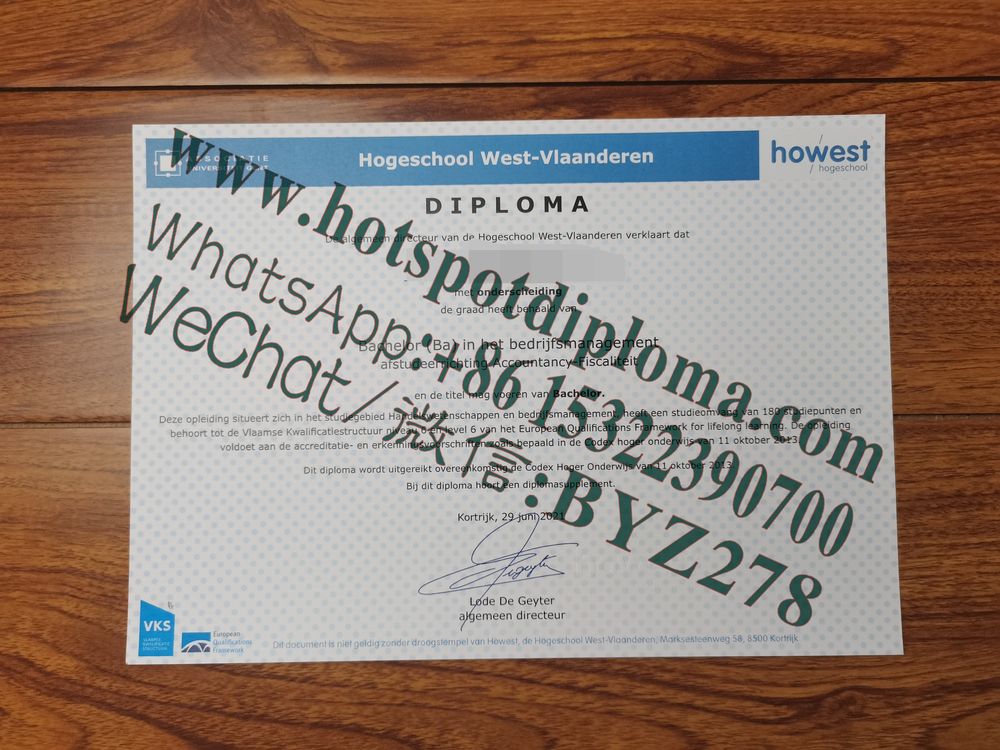 ASSOCIATIE
UNIVERSITEIT GENT
Hogeschool West-Vlaanderen
howest
hogeschool
DIPLOMA
De algemeen directeur van de Hogeschool West-Vlaanderen verklaart dat
met onderscheiding
de graad heeft behaald van
Bachelor (Ba) in het bedrijfsmanagement
afstudeerrichting Accountancy-Fiscaliteit
en de titel mag voeren van Bachelor.
Deze opleiding situeert zich in het studiegebied Handelswetenschappen en bedrijfsmanagement, heeft een studieomvang van 180 studiepunten en
behoort tot de Vlaamse Kwalificatiestructuur niveau 6 en level 6 van het European Qualifications Framework for lifelong learning. De opleiding
voldoet aan de accreditatie- en erkenningsvoorschriften zoals bepaald in de Codex hoger onderwijs van 11 oktober 2013.
Dit diploma wordt uitgereikt overeenkomstig de Codex Hoger Onderwijs van 11 oktober 2013.
Bij dit diploma hoort een diplomasupplement.
Kortrijk, 29 juni 2021
Lode De Geyter
algemeen directeur
VKS
VLAAMSE
KWALIFICATIE
STRUCTUUR
European
Qualifications
Framework
Dit document is niet geldig zonder droogstempel van Howest, de Hogeschool West-Vlaanderen, Marksesteenweg 58, 8500 Kortrijk
www.hotspotdiploma.com
WhatsApp:+86 15322390700
WeChat/微信:BYZ278